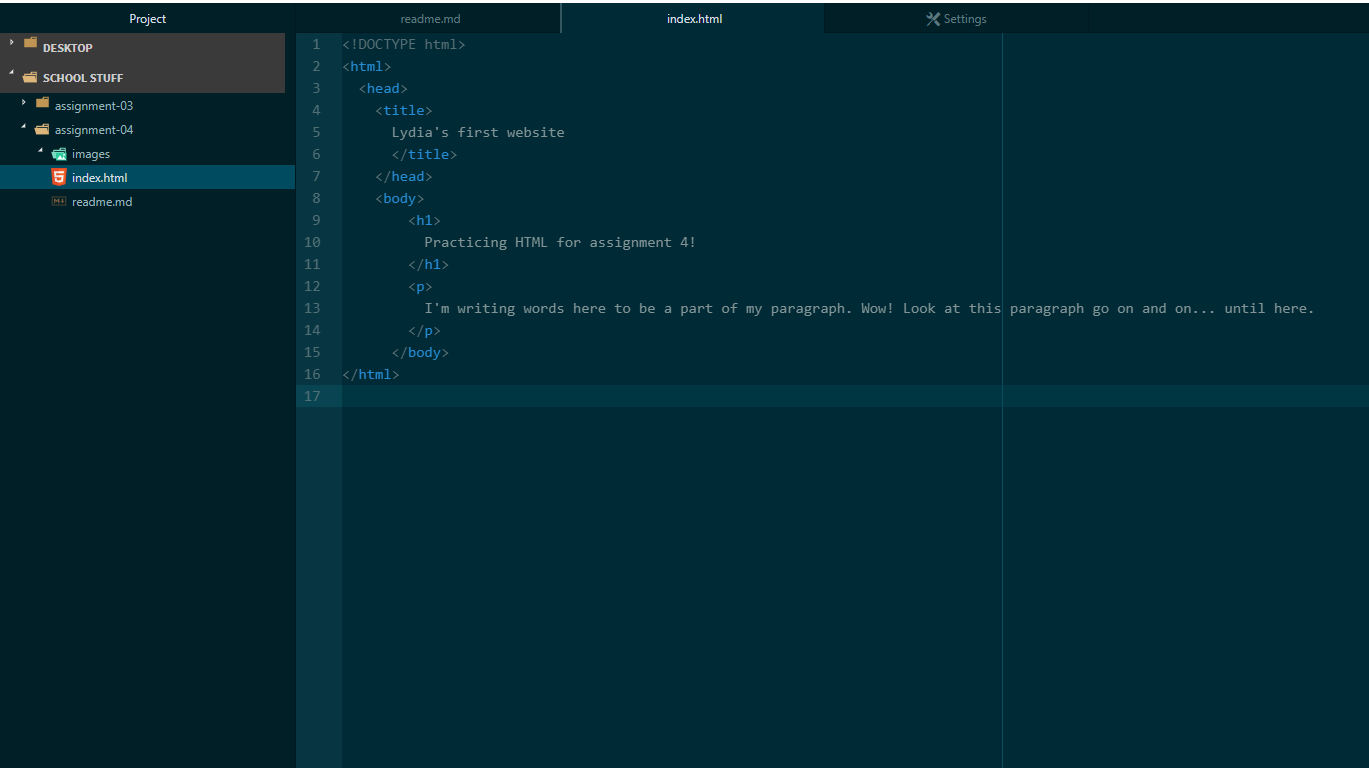 Project
readme.md
index.html
Settings
DESKTOP
SCHOOL STUFF
assignment-03
assignment-04
images
index.html
readme.md
1 <!DOCTYPE html>
2 <html>
3   <head>
4     <title>
5       Lydia's first website
6       </title>
7     </head>
8     <body>
9         <h1>
10           Practicing HTML for assignment 4!
11         </h1>
12         <p>
13           I'm writing words here to be a part of my paragraph. Wow! Look at this paragraph go on and on... until here.
14         </p>
15       </body>
16 </html>
17